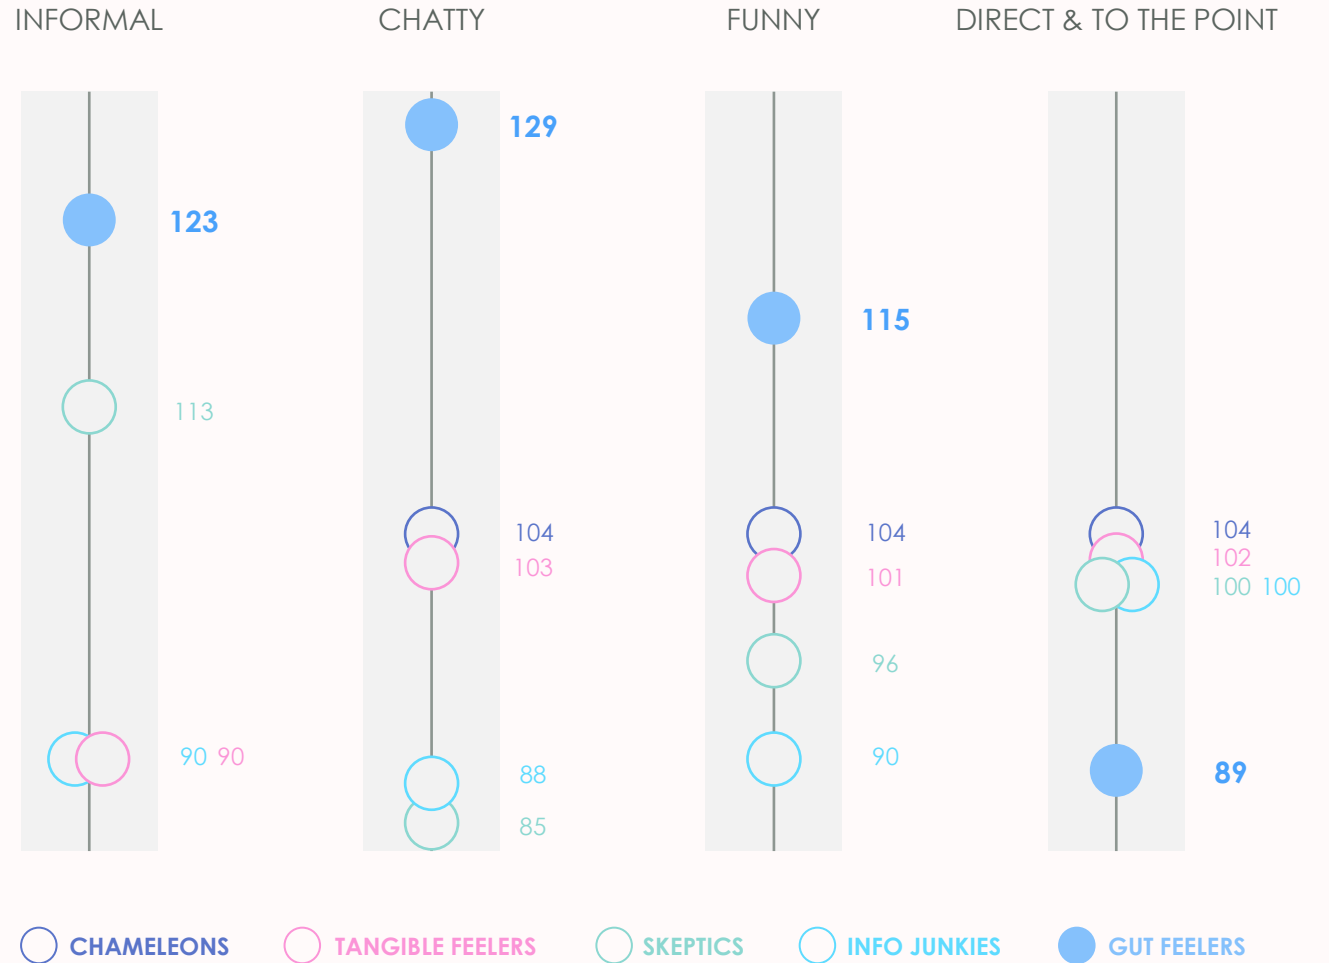 INFORMAL CHATTY FUNNY DIRECT & TO THE POINT
129
123
115
113
104 104 104
103 101 102
100 100
96
90 90 88 90 89
85
CHAMELEONS TANGIBLE FEELERS SKEPTICS INFO JUNKIES GUT FEELERS